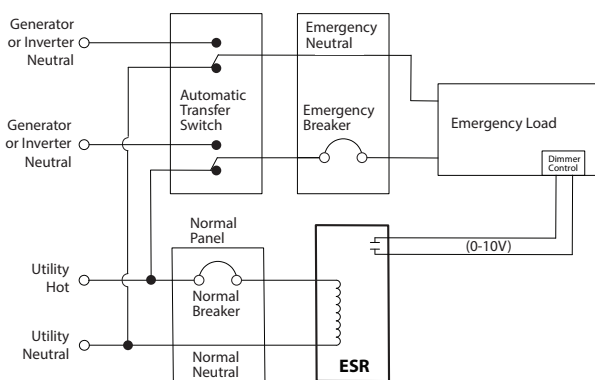 Generator
or Inverter
Neutral
Emergency
Neutral
Automatic
Transfer
Switch
Emergency
Breaker
Emergency Load
Generator
or Inverter
Neutral
Dimmer
Control
Normal
Panel
(0-10V)
Utility
Hot
Normal
Breaker
Utility
Neutral
Normal
Neutral
ESR